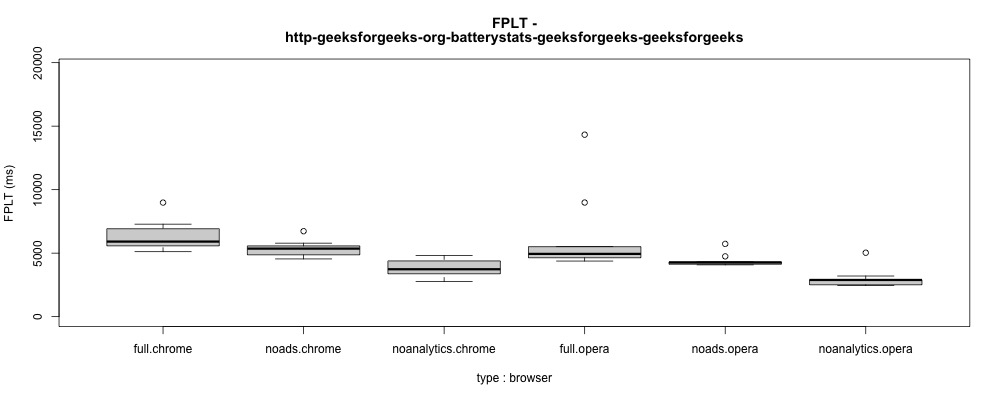 FPLT -
http-geeksforgeeks-org-batterystats-geeksforgeeks-geeksforgeeks
20000
15000
10000
5000
0
FPLT (ms)
full.chrome noads.chrome noanalytics.chrome full.opera noads.opera noanalytics.opera
type : browser